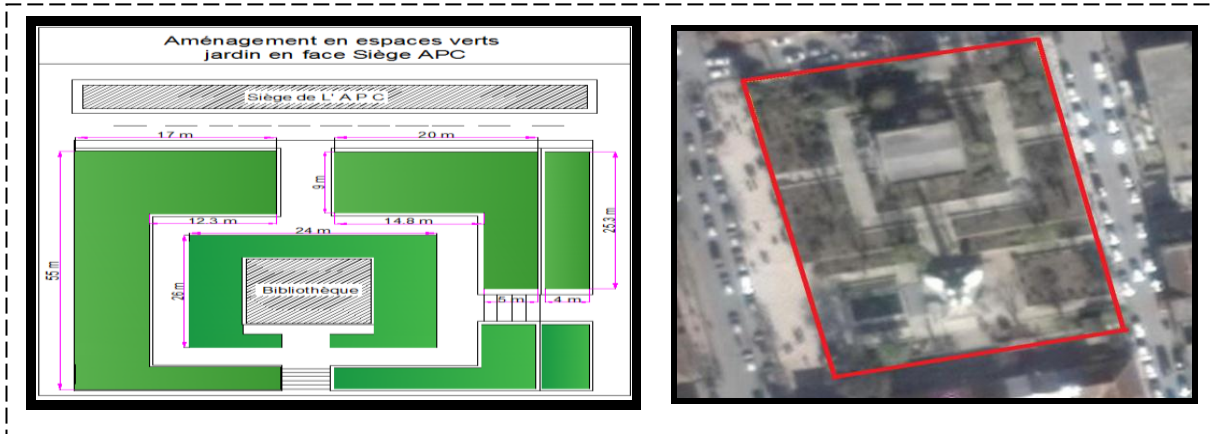 Aménagement en espaces verts
jardin en face Siège APC
Siège de L' A P C
17 m
20 m
9 m
12.3 m
14.8 m
24 m
55 m
26 m
25.3 m
Bibliothèque
5 m
4 m